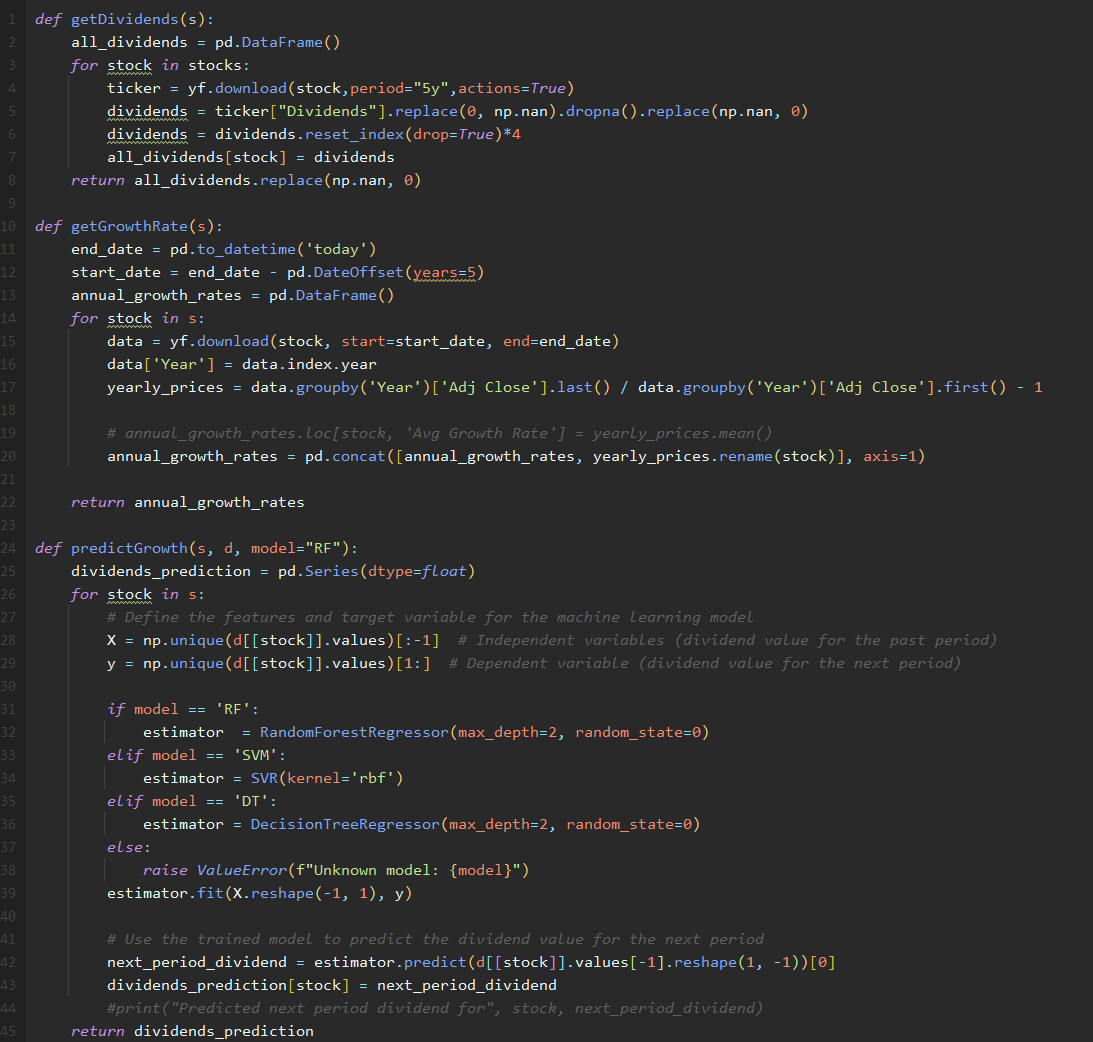 1 def getDividends(s):
2     all_dividends = pd.DataFrame()
3     for stock in stocks:
4         ticker = yf.download(stock,period="5y",actions=True)
5         dividends = ticker["Dividends"].replace(0, np.nan).dropna().replace(np.nan, 0)
6         dividends = dividends.reset_index(drop=True)*4
7         all_dividends[stock] = dividends
8     return all_dividends.replace(np.nan, 0)
9
10 def getGrowthRate(s):
11     end_date = pd.to_datetime('today')
12     start_date = end_date - pd.DateOffset(years=5)
13     annual_growth_rates = pd.DataFrame()
14     for stock in s:
15         data = yf.download(stock, start=start_date, end=end_date)
16         data['Year'] = data.index.year
17         yearly_prices = data.groupby('Year')['Adj Close'].last() / data.groupby('Year')['Adj Close'].first() - 1
18
19         # annual_growth_rates.loc[stock, 'Avg Growth Rate'] = yearly_prices.mean()
20         annual_growth_rates = pd.concat([annual_growth_rates, yearly_prices.rename(stock)], axis=1)
21
22     return annual_growth_rates
23
24 def predictGrowth(s, d, model="RF"):
25     dividends_prediction = pd.Series(dtype=float)
26     for stock in s:
27         # Define the features and target variable for the machine learning model
28         X = np.unique(d[[stock]].values)[:-1]  # Independent variables (dividend value for the past period)
29         y = np.unique(d[[stock]].values)[1:]  # Dependent variable (dividend value for the next period)
30
31         if model == 'RF':
32             estimator  = RandomForestRegressor(max_depth=2, random_state=0)
33         elif model == 'SVM':
34             estimator = SVR(kernel='rbf')
35         elif model == 'DT':
36             estimator = DecisionTreeRegressor(max_depth=2, random_state=0)
37         else:
38             raise ValueError(f"Unknown model: {model}")
39         estimator.fit(X.reshape(-1, 1), y)
40
41         # Use the trained model to predict the dividend value for the next period
42         next_period_dividend = estimator.predict(d[[stock]].values[-1].reshape(1, -1))[0]
43         dividends_prediction[stock] = next_period_dividend
44         #print("Predicted next period dividend for", stock, next_period_dividend)
45     return dividends_prediction